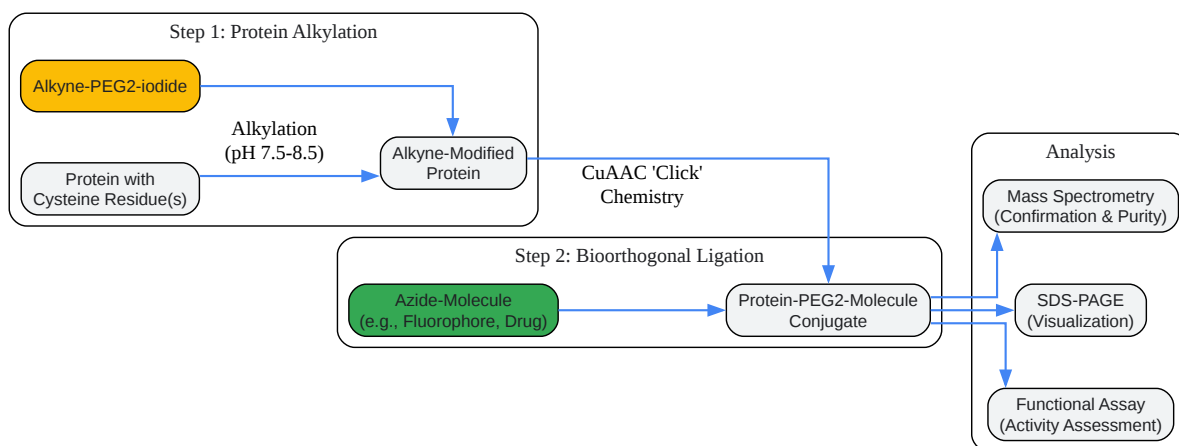 Step 1: Protein Alkylation
Alkyne-PEG2-iodide
Alkylation
(pH 7.5-8.5)
Protein with
Cysteine Residue(s)
Alkyne-Modified
Protein
CuAAC 'Click'
Chemistry
Step 2: Bioorthogonal Ligation
Azide-Molecule
(e.g., Fluorophore, Drug)
Protein-PEG2-Molecule
Conjugate
Analysis
Mass Spectrometry
(Confirmation & Purity)
SDS-PAGE
(Visualization)
Functional Assay
(Activity Assessment)